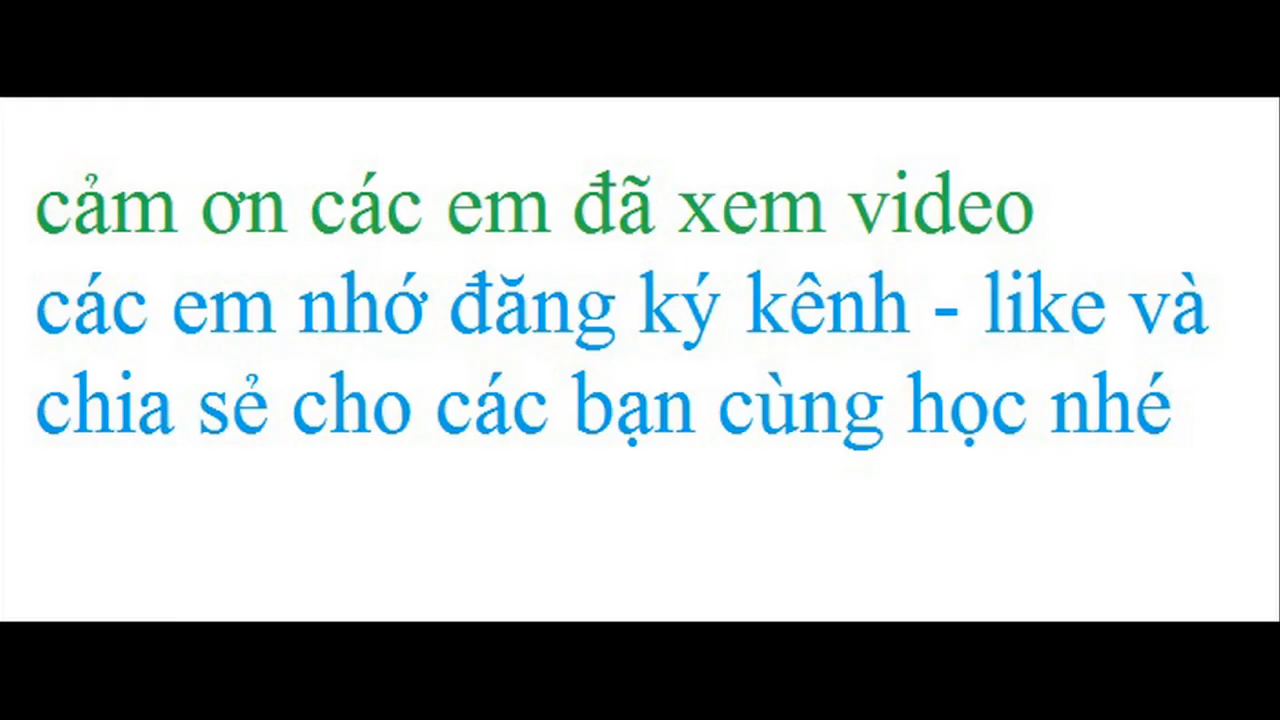 cảm ơn các em đã xem video
các em nhớ đăng ký kênh - like và
chia sẻ cho các bạn cùng học nhé